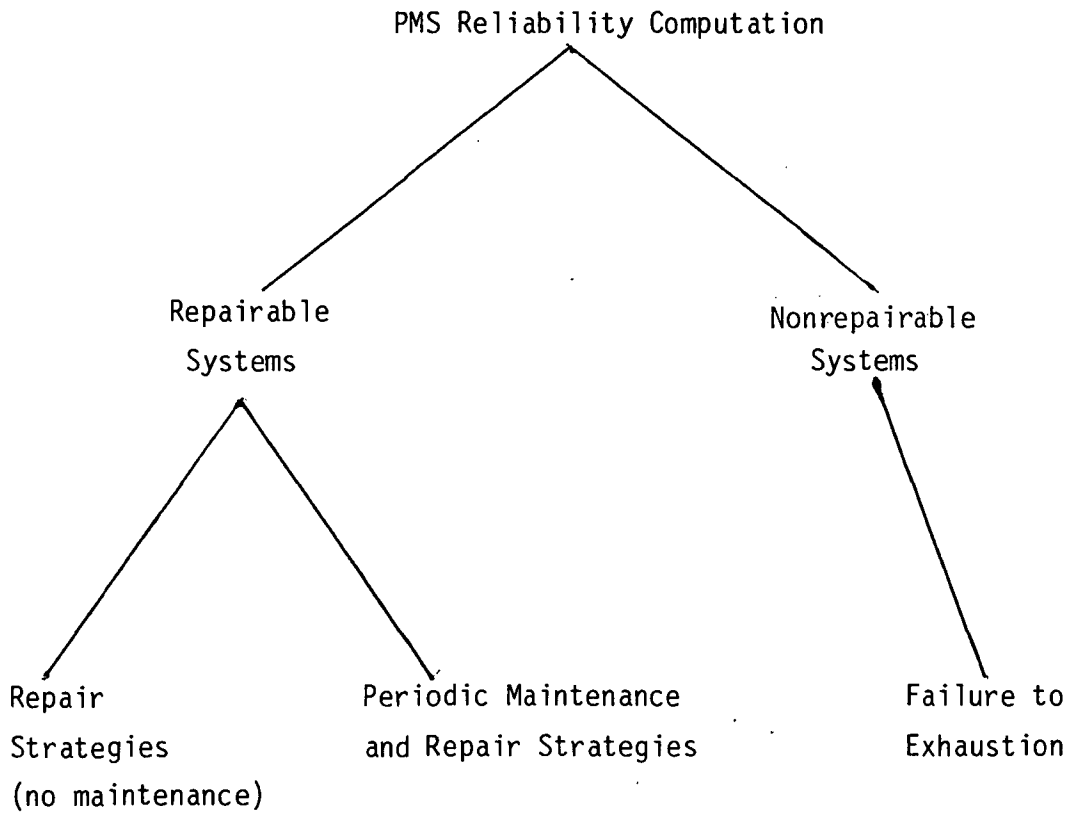 PMS Reliability Computation
Repairable
Systems
Nonrepairable
Systems
Repair
Strategies
(no maintenance)
Periodic Maintenance
and Repair Strategies
Failure to
Exhaustion